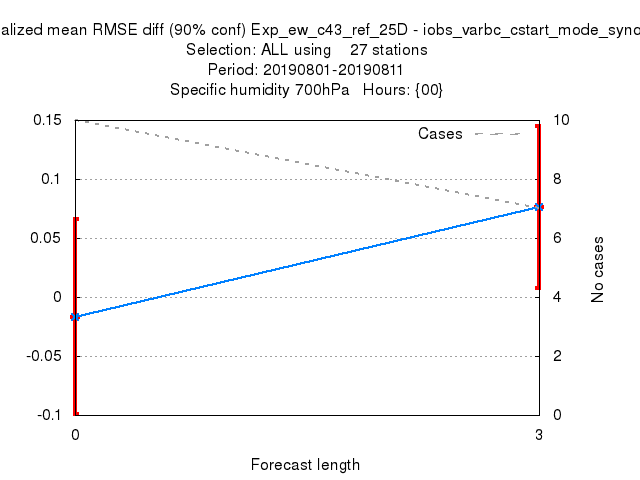 alized mean RMSE diff (90% conf) Exp_ew_c43_ref_25D - iobs_varbc_cstart_mode_syno
Selection: ALL using 27 stations
Period: 20190801-20190811
Specific humidity 700hPa Hours: {00}
0.15
0.1
0.05
0
-0.05
-0.1
Cases
10
8
6
4
2
0
No cases
0 3
Forecast length